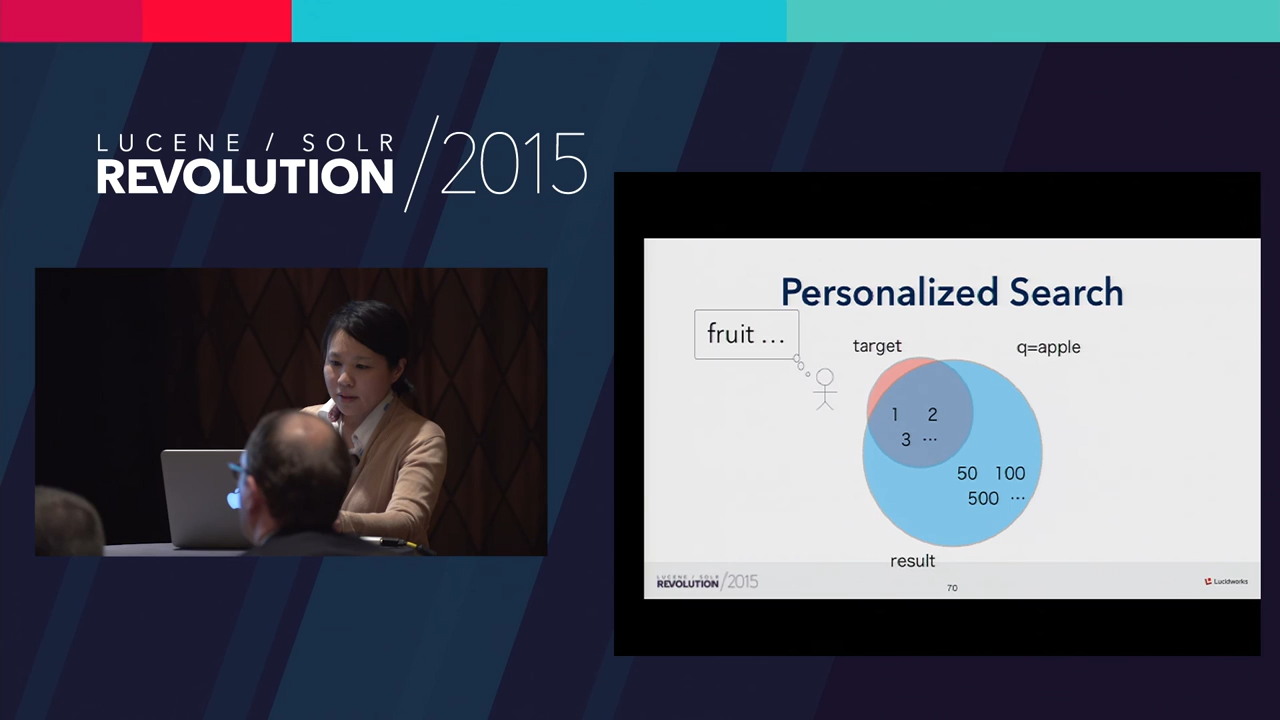 LUCENE / SOLR
REVOLUTION/2015
Personalized Search
fruit ...
target
q=apple
1 2
3 ...
50 100
500 ...
result
LUCENE / SOLR
REVOLUTION/2015
70
Lucidworks